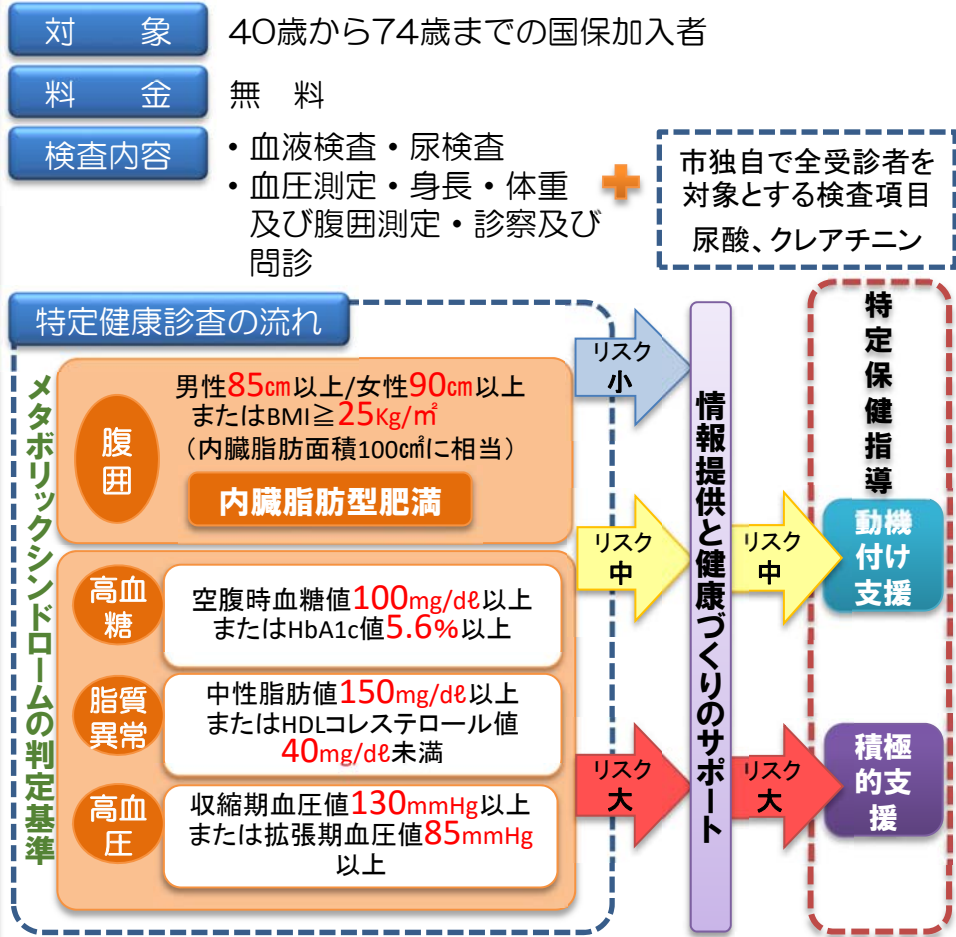 対　象
40歳から74歳までの国保加入者
料　金
無　料
検査内容
・血液検査・尿検査
・血圧測定・身長・体重
及び腹囲測定・診察及び
問診
市独自で全受診者を
対象とする検査項目
尿酸、クレアチニン
特定健康診査の流れ
メタボリックシンドロームの判定基準
腹囲
男性85㎝以上/女性90㎝以上
またはBMI≧25Kg/㎡
（内臓脂肪面積100㎠に相当）
内臓脂肪型肥満
高血
糖
空腹時血糖値100mg/dℓ以上
またはHbA1c値5.6%以上
脂質
異常
中性脂肪値150mg/dℓ以上
またはHDLコレステロール値
40mg/dℓ未満
高血
圧
収縮期血圧値130mmHg以上
または拡張期血圧値85mmHg
以上
リスク
小
リスク
中
リスク
大
情報提供と健康づくりのサポート
リスク
中
リスク
大
特定保健指導
動機
付け
支援
積極
的支
援